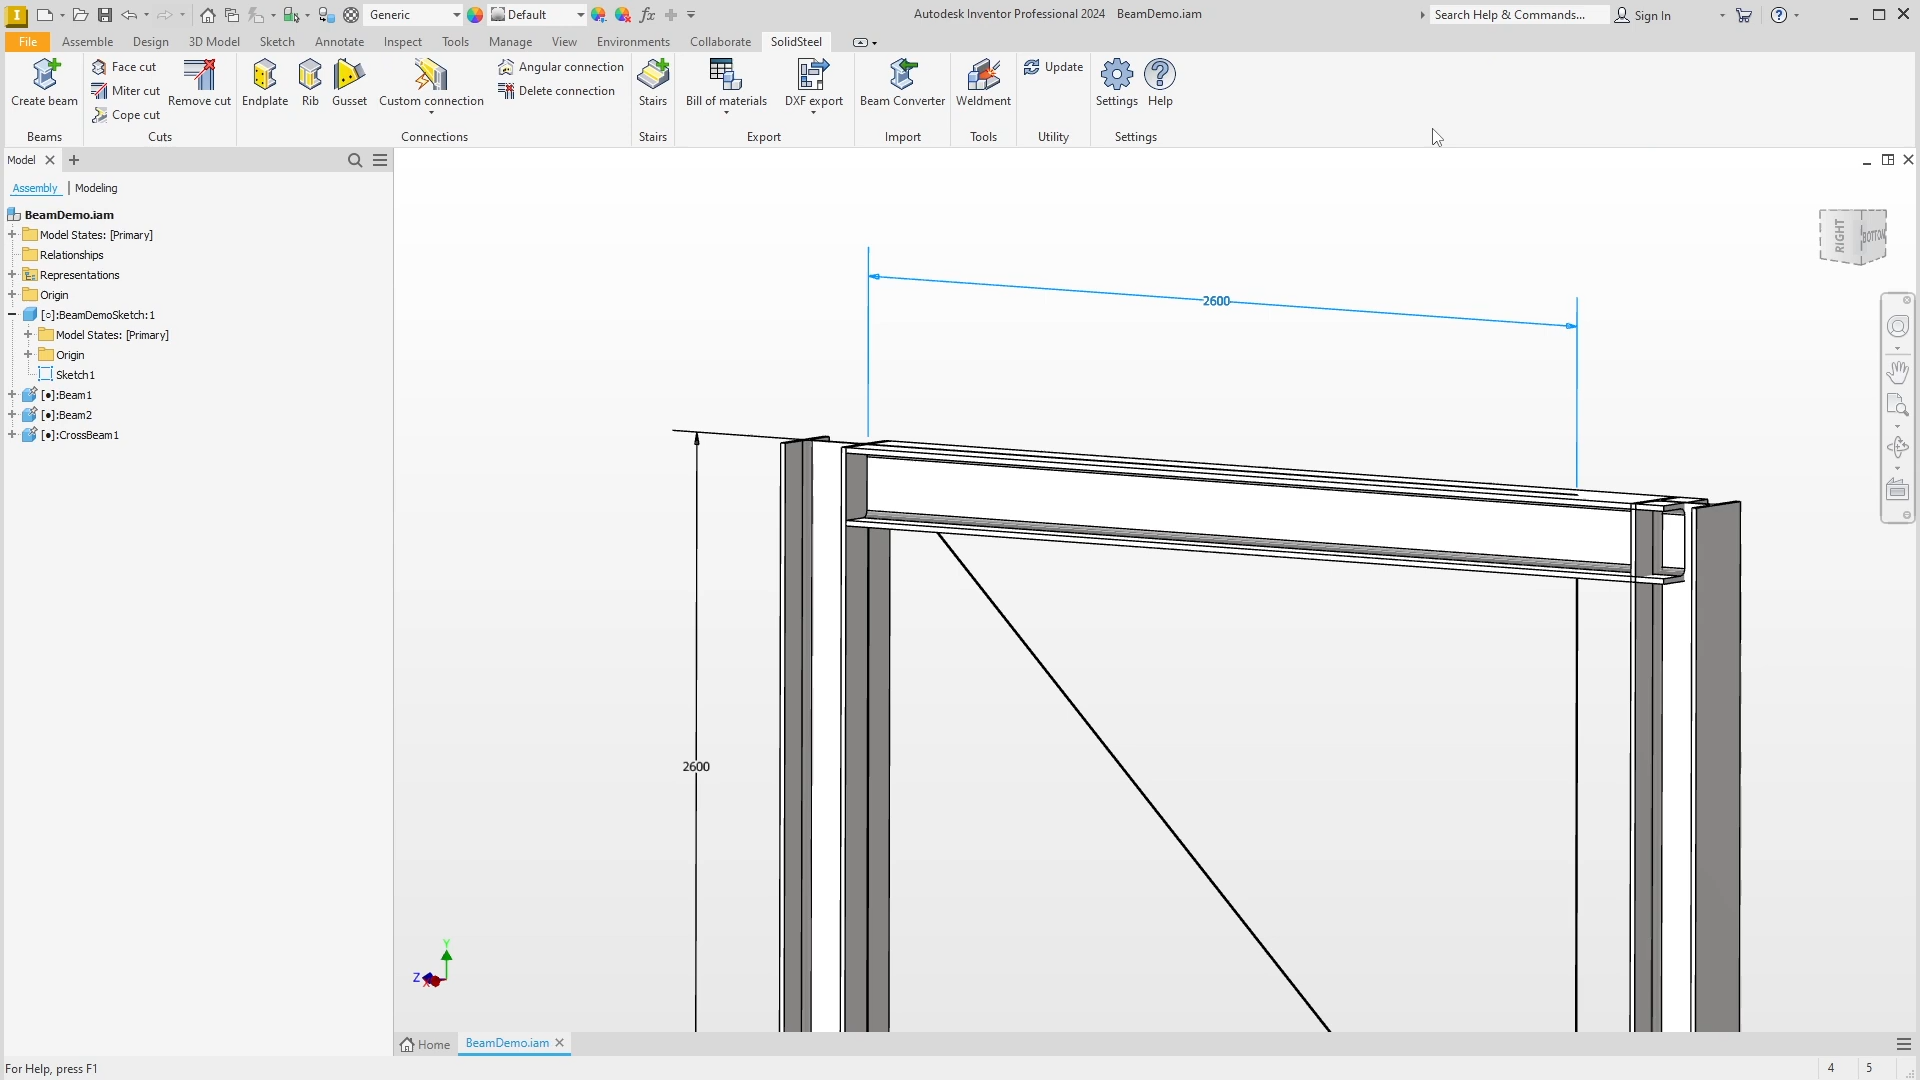 Generic
Default
Autodesk Inventor Professional 2024 BeamDemo.iam
Search Help & Commands...
Sign In
File Assemble Design 3D Model Sketch Annotate Inspect Tools Manage View Environments Collaborate SolidSteel
Create beam
Face cut
Miter cut
Cope cut
Remove cut
Endplate
Rib
Gusset
Custom connection
Angular connection
Delete connection
Stairs
Bill of materials
DXF export
Beam Converter
Weldment
Update
Settings
Help
Beams Cuts Connections Stairs Export Import Tools Utility Settings
Model
Assembly | Modeling
BeamDemo.iam
Model States: [Primary]
Relationships
Representations
Origin
[○]:BeamDemoSketch:1
Model States: [Primary]
Origin
Sketch1
[●]:Beam1
[●]:Beam2
[●]:CrossBeam1
RIGHT
BOTTOM
2600
2600
Y
Z
X
Home
BeamDemo.iam
For Help, press F1
4 5